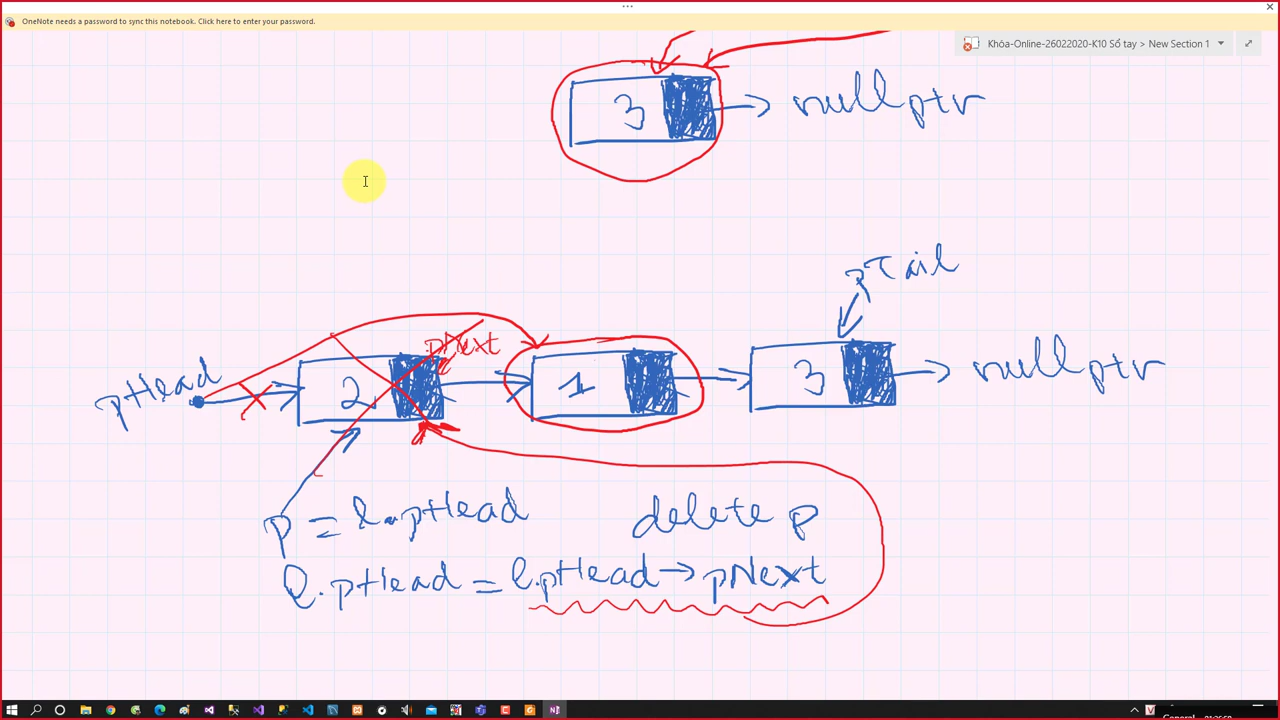 OneNote needs a password to sync this notebook. Click here to enter your password.
Khóa-Online-26022020-K10 Sổ tay > New Section 1
3 nullptr
pTail
pHead 2 pNext 1 3 nullptr
p = l.pHead delete p
l.pHead = l.pHead → pNext